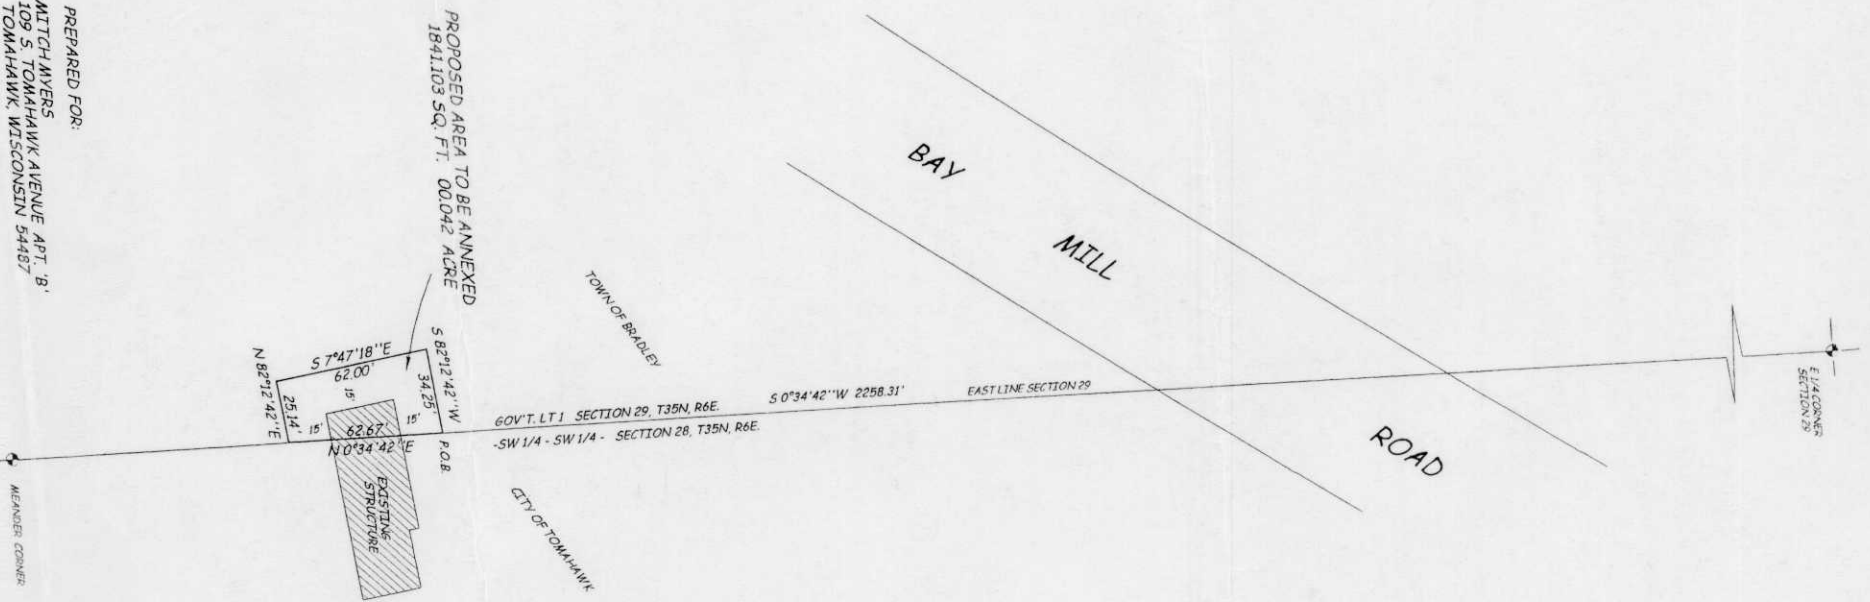 PREPARED FOR:
MITCH MYERS
109 S. TOMAHAWK AVENUE APT. 'B'
TOMAHAWK, WISCONSIN 54487
PROPOSED AREA TO BE ANNEXED
1841.103 SQ. FT. 00.042 ACRE
S 82°12'42''W
34.25'
S 7°47'18''E
62.00'
N 82°12'42''E
25.14'
15'
15'
15'
62.67'
N 0°34'42''E
P.O.B.
EXISTING
STRUCTURE
TOWN OF BRADLEY
CITY OF TOMAHAWK
GOV'T. LT 1 SECTION 29, T35N, R6E.
-SW 1/4 - SW 1/4 - SECTION 28, T35N, R6E.
S 0°34'42''W 2258.31'
EAST LINE SECTION 29
BAY
MILL
ROAD
E 1/4 CORNER
SECTION 29
MEANDER CORNER